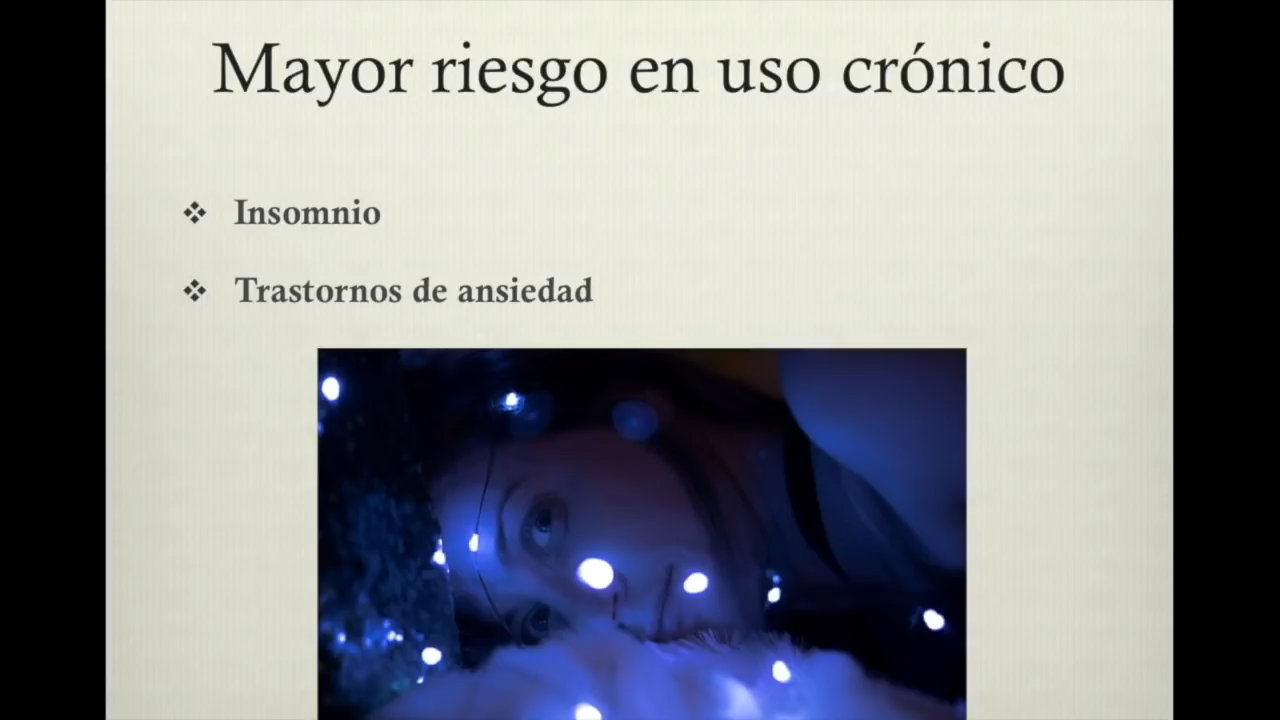 Mayor riesgo en uso crónico
Insomnio
Trastornos de ansiedad